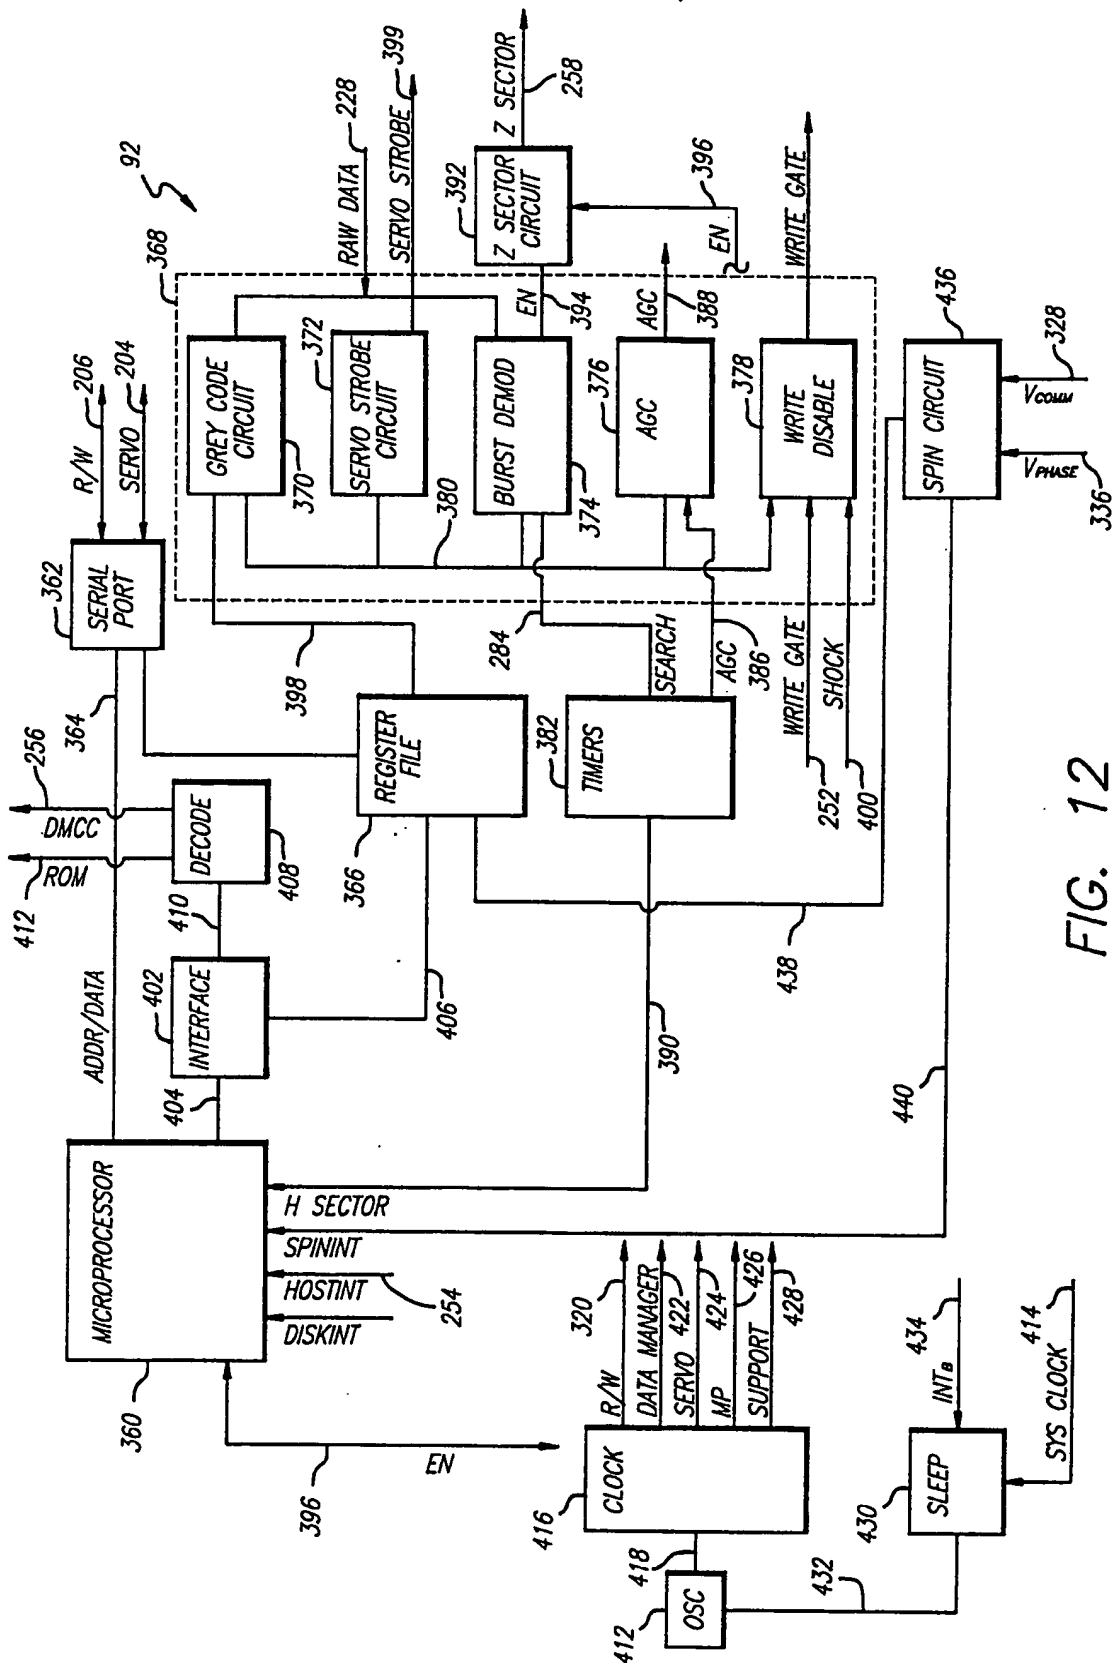 92
368
362
SERIAL
PORT
R/W
206
SERVO
204
364
GREY CODE
CIRCUIT
370
RAW DATA
228
372
SERVO STROBE
CIRCUIT
SERVO STROBE
399
380
BURST DEMOD
374
EN
394
392
Z SECTOR
CIRCUIT
Z SECTOR
258
396
EN
376
AGC
AGC
388
378
WRITE
DISABLE
WRITE GATE
436
SPIN CIRCUIT
VCOMM
328
VPHASE
336
256
DMCC
412
ROM
DECODE
408
410
402
INTERFACE
404
406
ADDR/DATA
398
REGISTER
FILE
366
284
SEARCH
AGC
386
382
TIMERS
WRITE GATE
252
SHOCK
400
438
390
440
MICROPROCESSOR
360
H SECTOR
SPININT
HOSTINT
254
DISKINT
396
EN
416
CLOCK
R/W
320
DATA MANAGER
422
SERVO
424
MP
426
SUPPORT
428
418
412
OSC
432
430
SLEEP
INTB
434
SYS CLOCK
414
FIG. 12